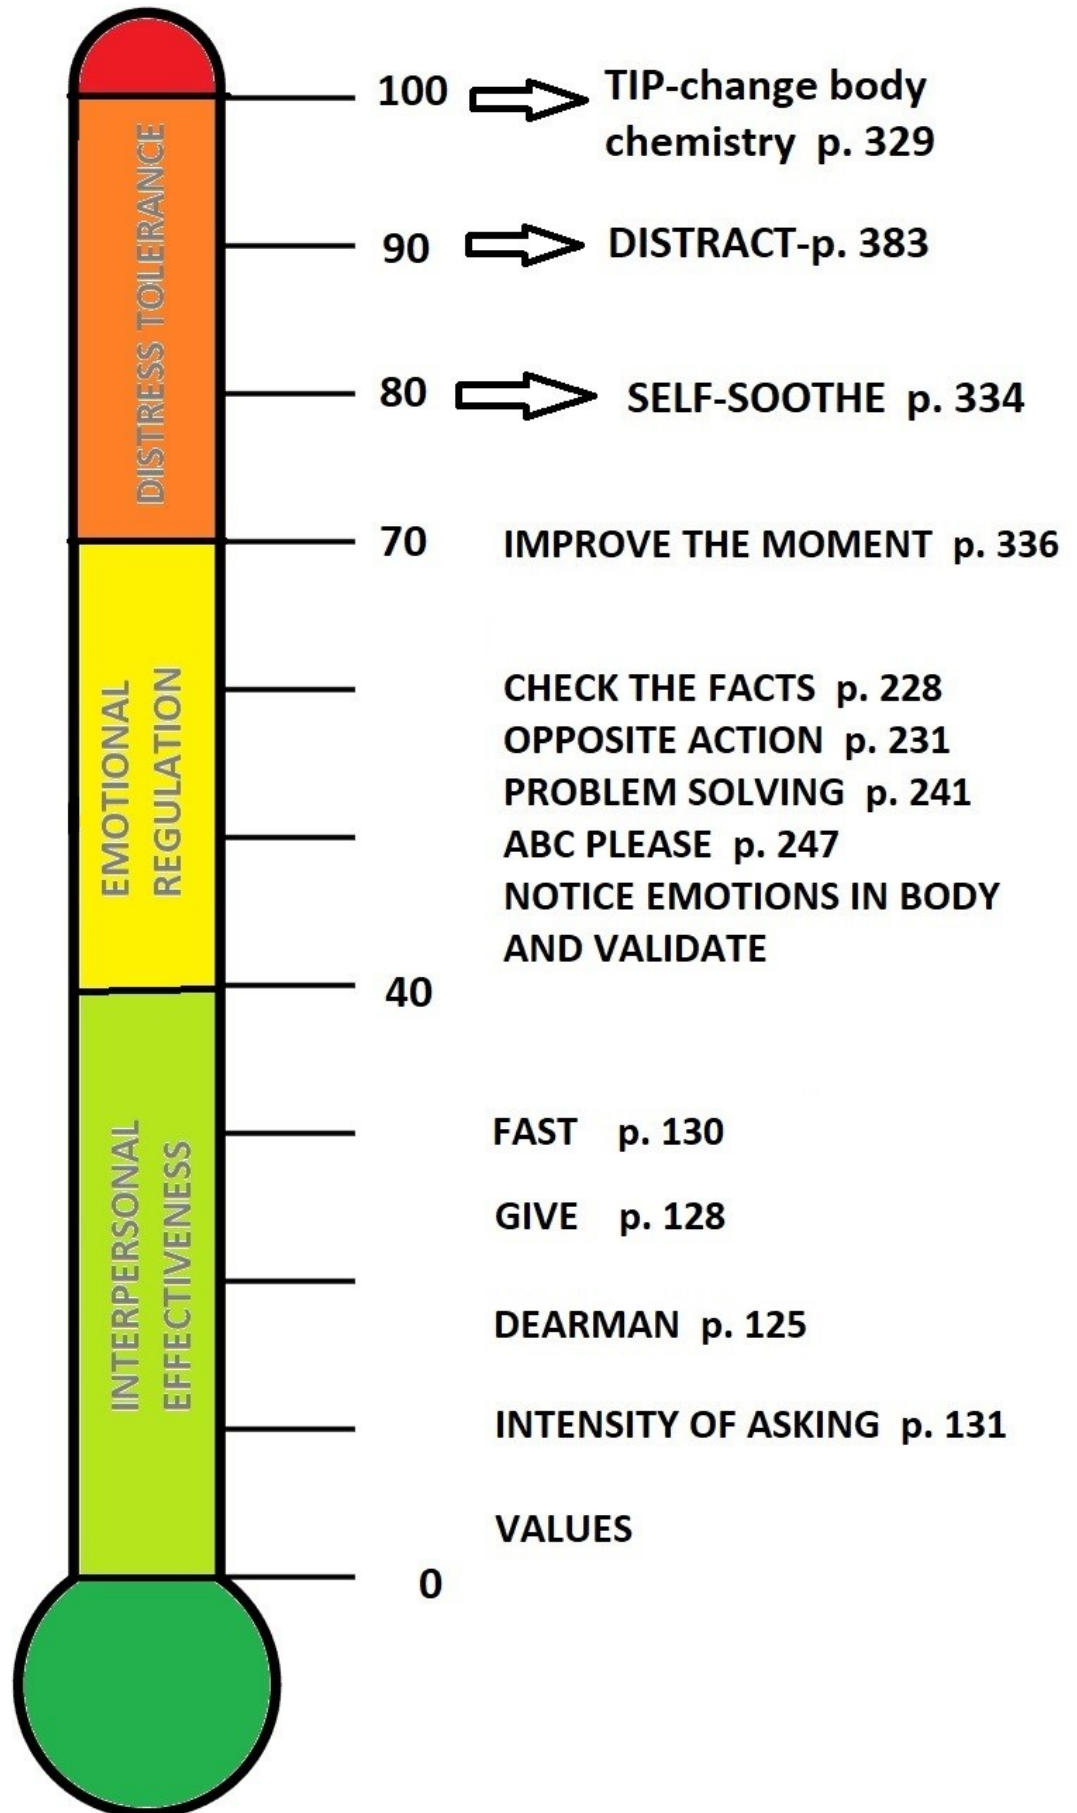 100
TIP-change body
chemistry p. 329
DISTRESS TOLERANCE
90
DISTRACT-p. 383
80
SELF-SOOTHE p. 334
70
IMPROVE THE MOMENT p. 336
EMOTIONAL
REGULATION
CHECK THE FACTS p. 228
OPPOSITE ACTION p. 231
PROBLEM SOLVING p. 241
ABC PLEASE p. 247
NOTICE EMOTIONS IN BODY
AND VALIDATE
40
INTERPERSONAL
EFFECTIVENESS
FAST p. 130
GIVE p. 128
DEARMAN p. 125
INTENSITY OF ASKING p. 131
VALUES
0